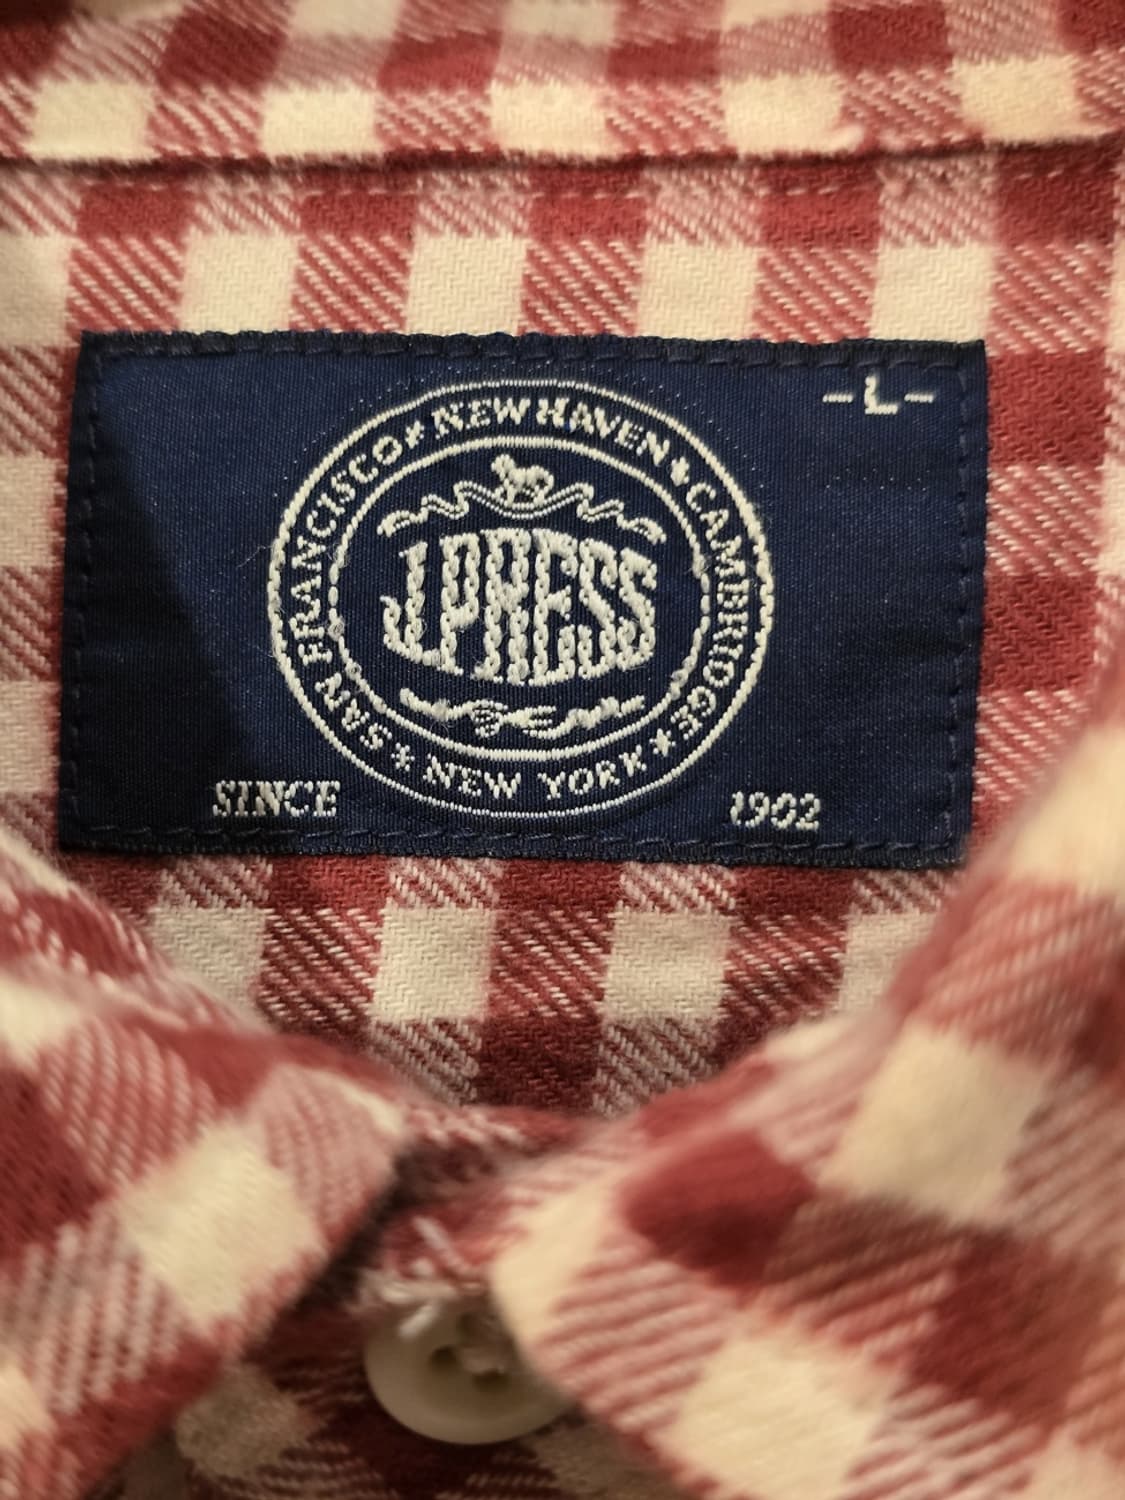 -L-
SAN FRANCISCO * NEW HAVEN * CAMBRIDGE * NEW YORK *
J.PRESS
SINCE 1902